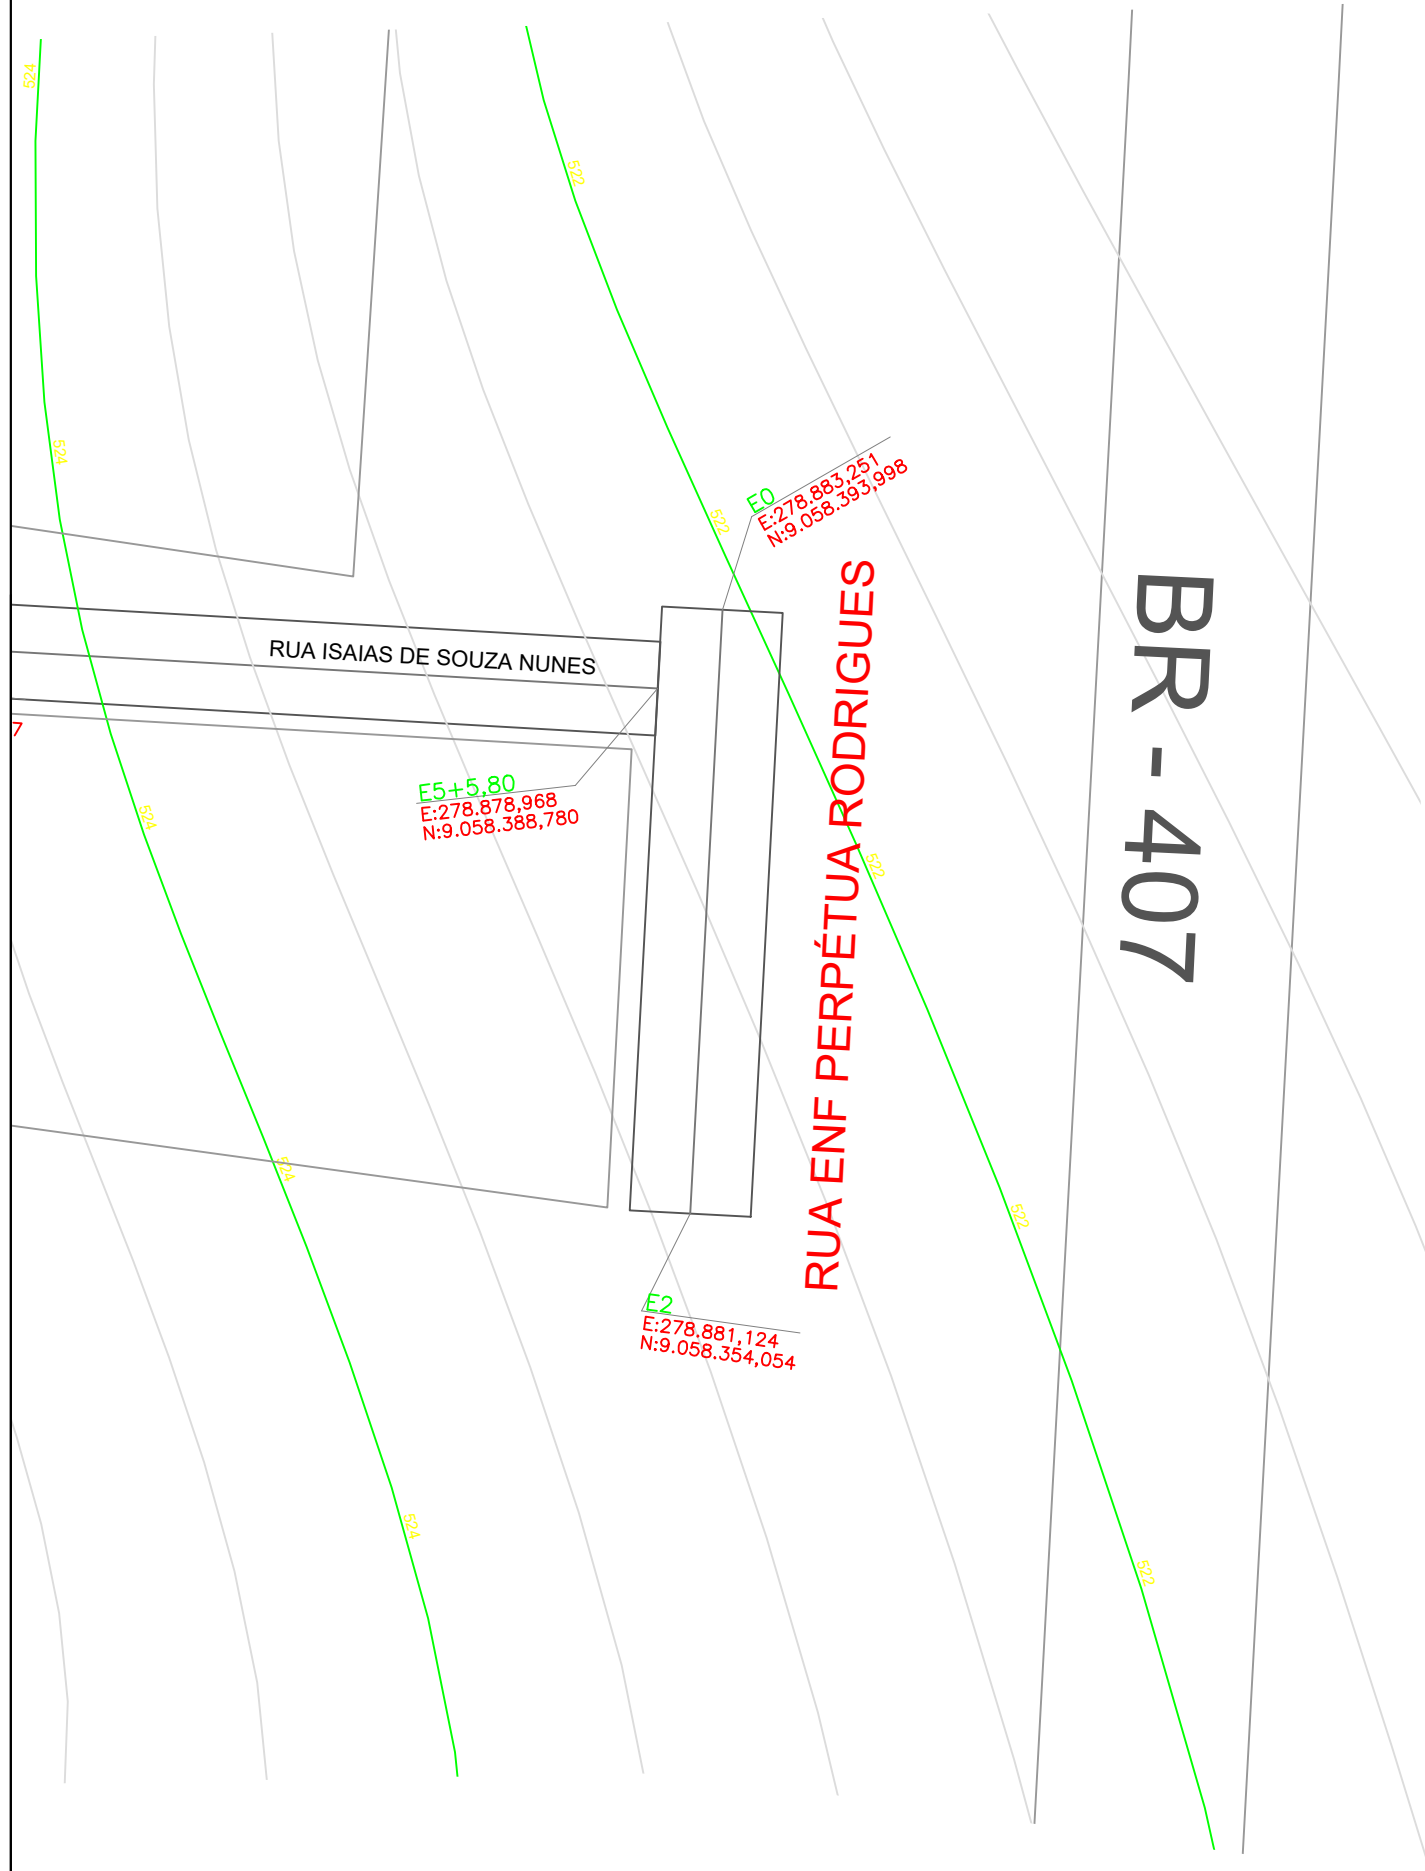 524
522
524
E0
E:278.883,251
N:9.058.393,998
522
RUA ISAIAS DE SOUZA NUNES
RUA ENF PERPÉTUA RODRIGUES
BR - 407
7
E5+5,80
E:278.878,968
N:9.058.388,780
524
522
524
522
E2
E:278.881,124
N:9.058.354,054
524
522